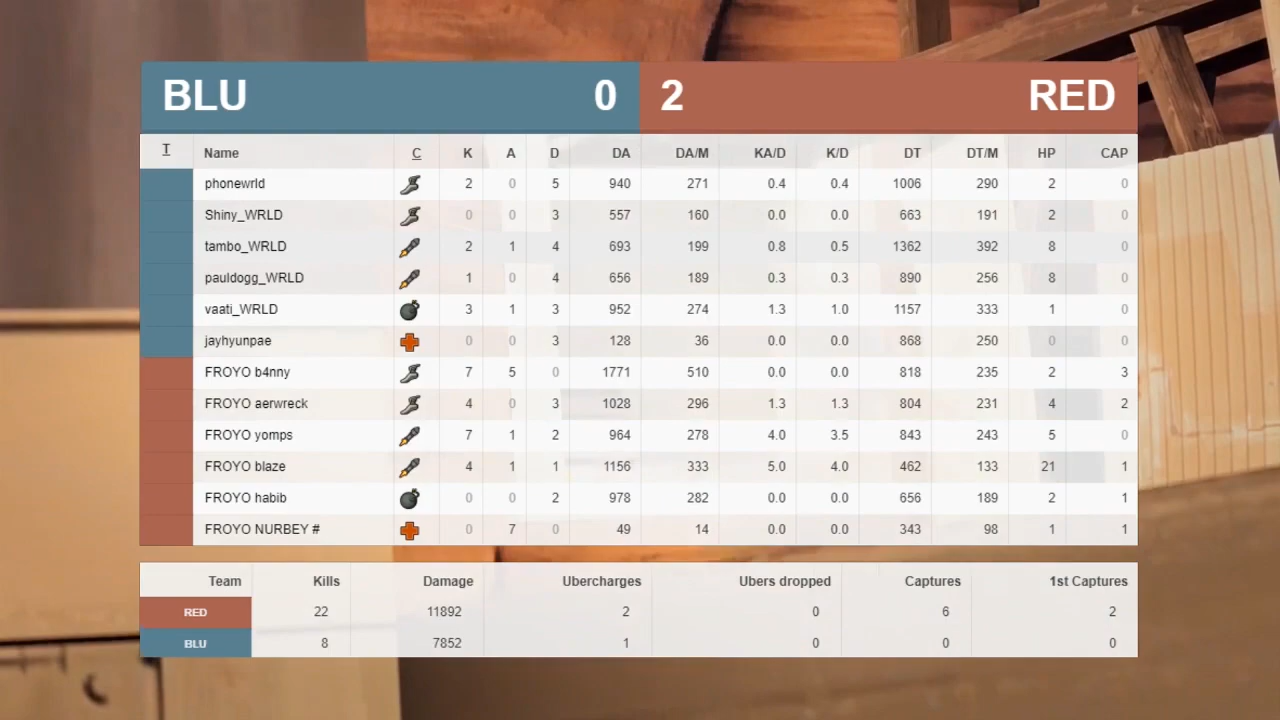 BLU 0 2 RED
T Name C K A D DA DA/M KA/D K/D DT DT/M HP CAP
phonewrld 2 0 5 940 271 0.4 0.4 1006 290 2 0
Shiny_WRLD 0 0 3 557 160 0.0 0.0 663 191 2 0
tambo_WRLD 2 1 4 693 199 0.8 0.5 1362 392 8 0
pauldogg_WRLD 1 0 4 656 189 0.3 0.3 890 256 8 0
vaati_WRLD 3 1 3 952 274 1.3 1.0 1157 333 1 0
jayhyunpae 0 0 3 128 36 0.0 0.0 868 250 0 0
FROYO b4nny 7 5 0 1771 510 0.0 0.0 818 235 2 3
FROYO aerwreck 4 0 3 1028 296 1.3 1.3 804 231 4 2
FROYO yomps 7 1 2 964 278 4.0 3.5 843 243 5 0
FROYO blaze 4 1 1 1156 333 5.0 4.0 462 133 21 1
FROYO habib 0 0 2 978 282 0.0 0.0 656 189 2 1
FROYO NURBEY # 0 7 0 49 14 0.0 0.0 343 98 1 1
Team Kills Damage Ubercharges Ubers dropped Captures 1st Captures
RED 22 11892 2 0 6 2
BLU 8 7852 1 0 0 0